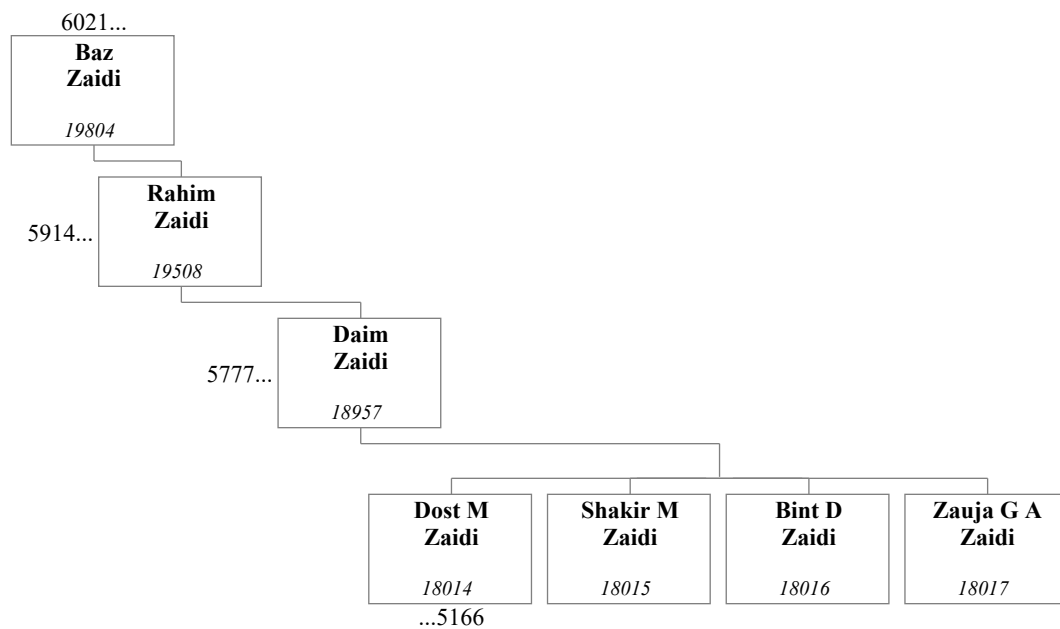 6021...
Baz
Zaidi
19804
Rahim
Zaidi
5914...
19508
Daim
Zaidi
5777...
18957
Dost M
Zaidi
18014
...5166
Shakir M
Zaidi
18015
Bint D
Zaidi
18016
Zauja G A
Zaidi
18017